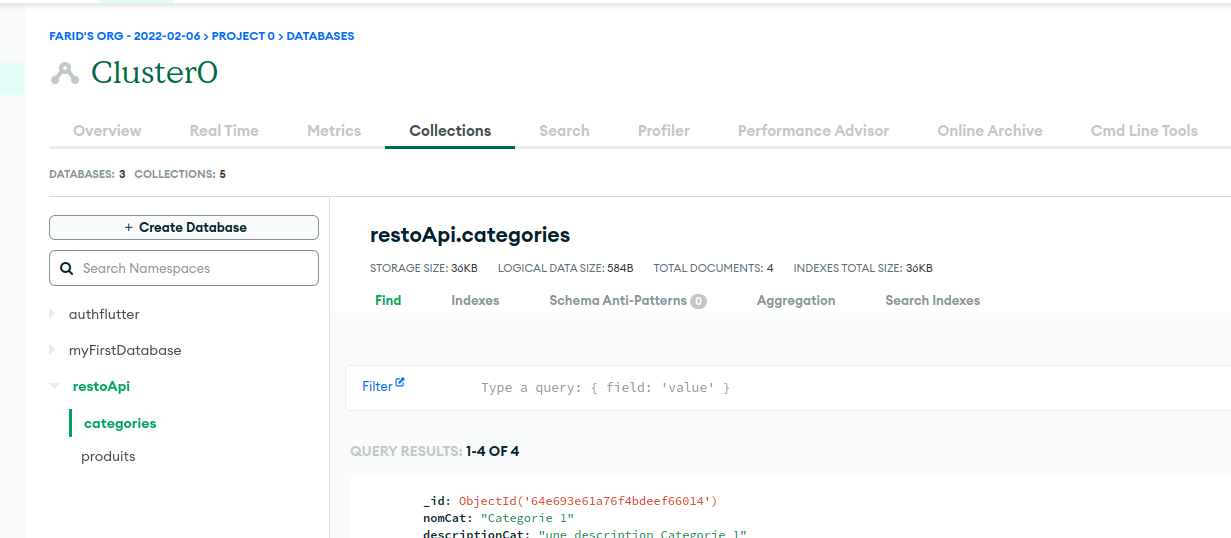 FARID'S ORG - 2022-02-06 > PROJECT 0 > DATABASES
Cluster0
Overview Real Time Metrics Collections Search Profiler Performance Advisor Online Archive Cmd Line Tools
DATABASES: 3 COLLECTIONS: 5
+ Create Database
Search Namespaces
authflutter
myFirstDatabase
restoApi
categories
produits
restoApi.categories
STORAGE SIZE: 36KB LOGICAL DATA SIZE: 584B TOTAL DOCUMENTS: 4 INDEXES TOTAL SIZE: 36KB
Find Indexes Schema Anti-Patterns 0 Aggregation Search Indexes
Filter Type a query: { field: 'value' }
QUERY RESULTS: 1-4 OF 4
_id: ObjectId('64e693e61a76f4bdeef66014')
nomCat: "Categorie 1"
descriptionCat: "une description Categorie 1"